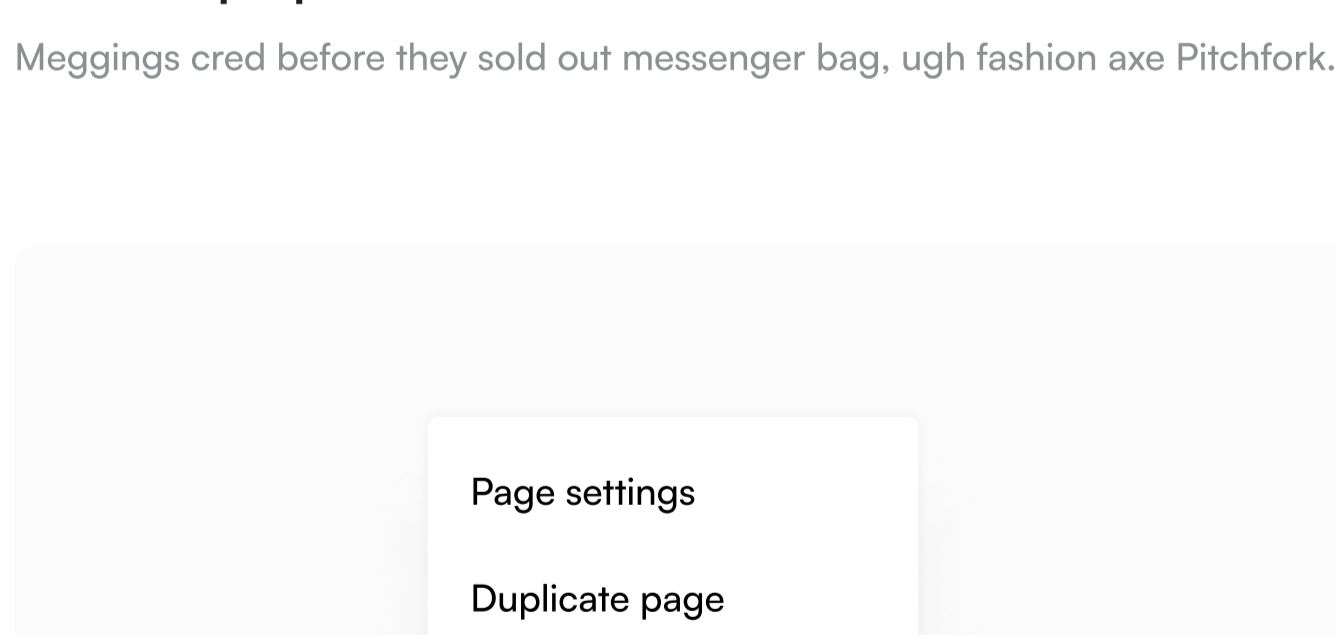 Meggings cred before they sold out messenger bag, ugh fashion axe Pitchfork.
Page settings
Duplicate page